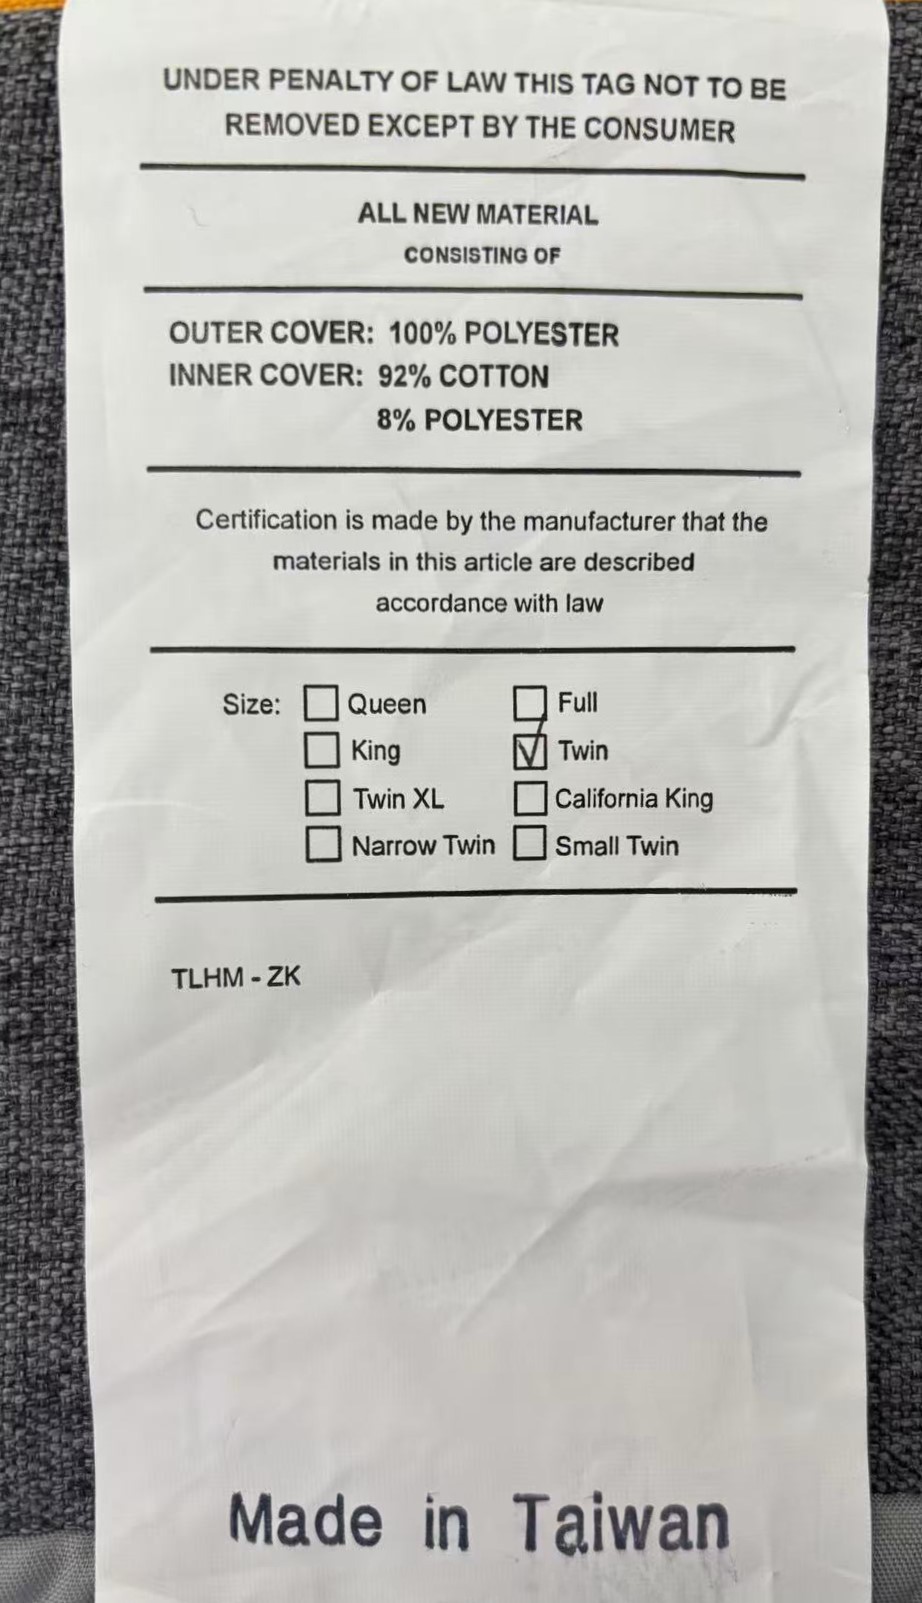 UNDER PENALTY OF LAW THIS TAG NOT TO BE
REMOVED EXCEPT BY THE CONSUMER
ALL NEW MATERIAL
CONSISTING OF
OUTER COVER: 100% POLYESTER
INNER COVER: 92% COTTON
8% POLYESTER
Certification is made by the manufacturer that the
materials in this article are described
accordance with law
Size: ☐ Queen ☐ Full
☐ King ☑ Twin
☐ Twin XL ☐ California King
☐ Narrow Twin ☐ Small Twin
TLHM - ZK
Made in Taiwan